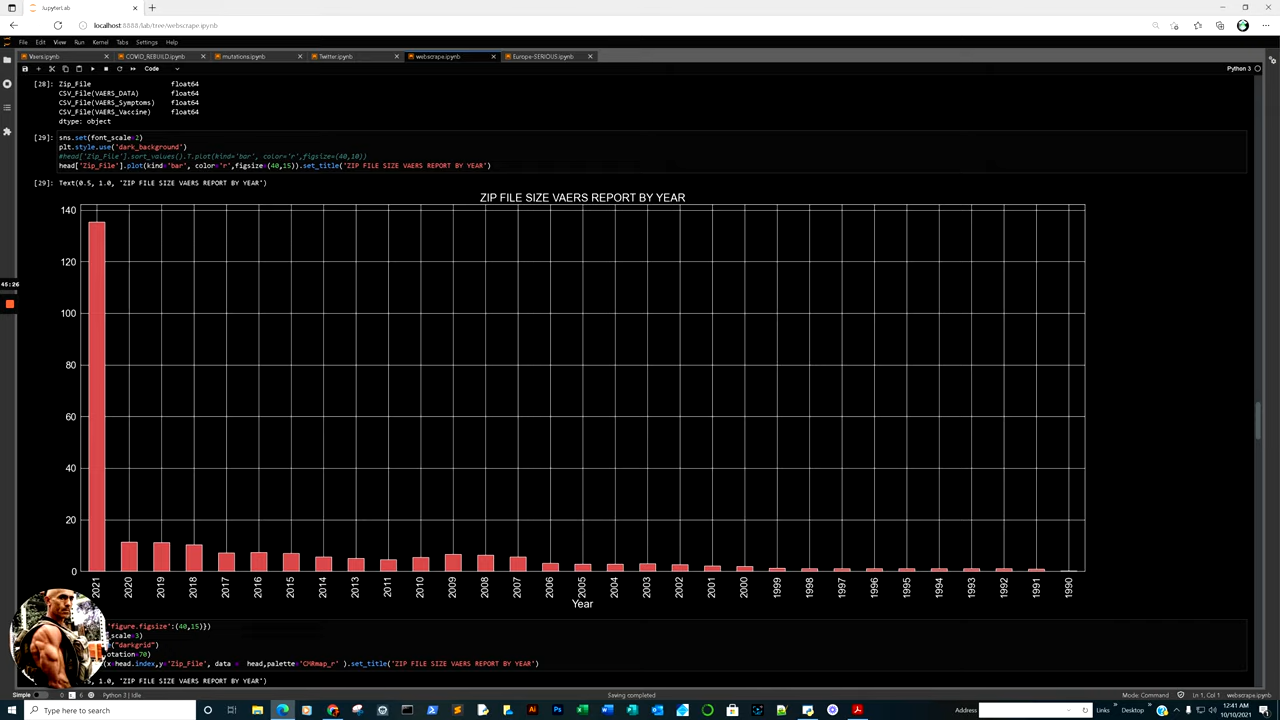 JupyterLab
localhost:8888/lab/tree/webscrape.ipynb
File Edit View Run Kernel Tabs Settings Help
Vaers.ipynb COVID_REBUILD.ipynb mutations.ipynb Twitter.ipynb webscrape.ipynb Europe-SERIOUS.ipynb
Code Python 3
[28]: Zip_File float64
CSV_File(VAERS_DATA) float64
CSV_File(VAERS_Symptoms) float64
CSV_File(VAERS_Vaccine) float64
dtype: object
[29]: sns.set(font_scale=2)
plt.style.use('dark_background')
#head['Zip_File'].sort_values().T.plot(kind='bar', color='r',figsize=(40,10))
head['Zip_File'].plot(kind='bar', color='r',figsize=(40,15)).set_title('ZIP FILE SIZE VAERS REPORT BY YEAR')
[29]: Text(0.5, 1.0, 'ZIP FILE SIZE VAERS REPORT BY YEAR')
ZIP FILE SIZE VAERS REPORT BY YEAR
140
120
100
80
60
40
20
0
45:26
2021 2020 2019 2018 2017 2016 2015 2014 2013 2011 2010 2009 2008 2007 2006 2005 2004 2003 2002 2001 2000 1999 1998 1997 1996 1995 1994 1993 1992 1991 1990
Year
'figure.figsize':(40,15)})
scale=3)
("darkgrid")
otation=70)
(x=head.index,y='Zip_File', data = head,palette='CMRmap_r' ).set_title('ZIP FILE SIZE VAERS REPORT BY YEAR')
, 1.0, 'ZIP FILE SIZE VAERS REPORT BY YEAR')
Simple 0 6 Python 3 | Idle Saving completed Mode: Command Ln 1, Col 1 webscrape.ipynb
Type here to search Address Links Desktop 12:41 AM
10/10/2021